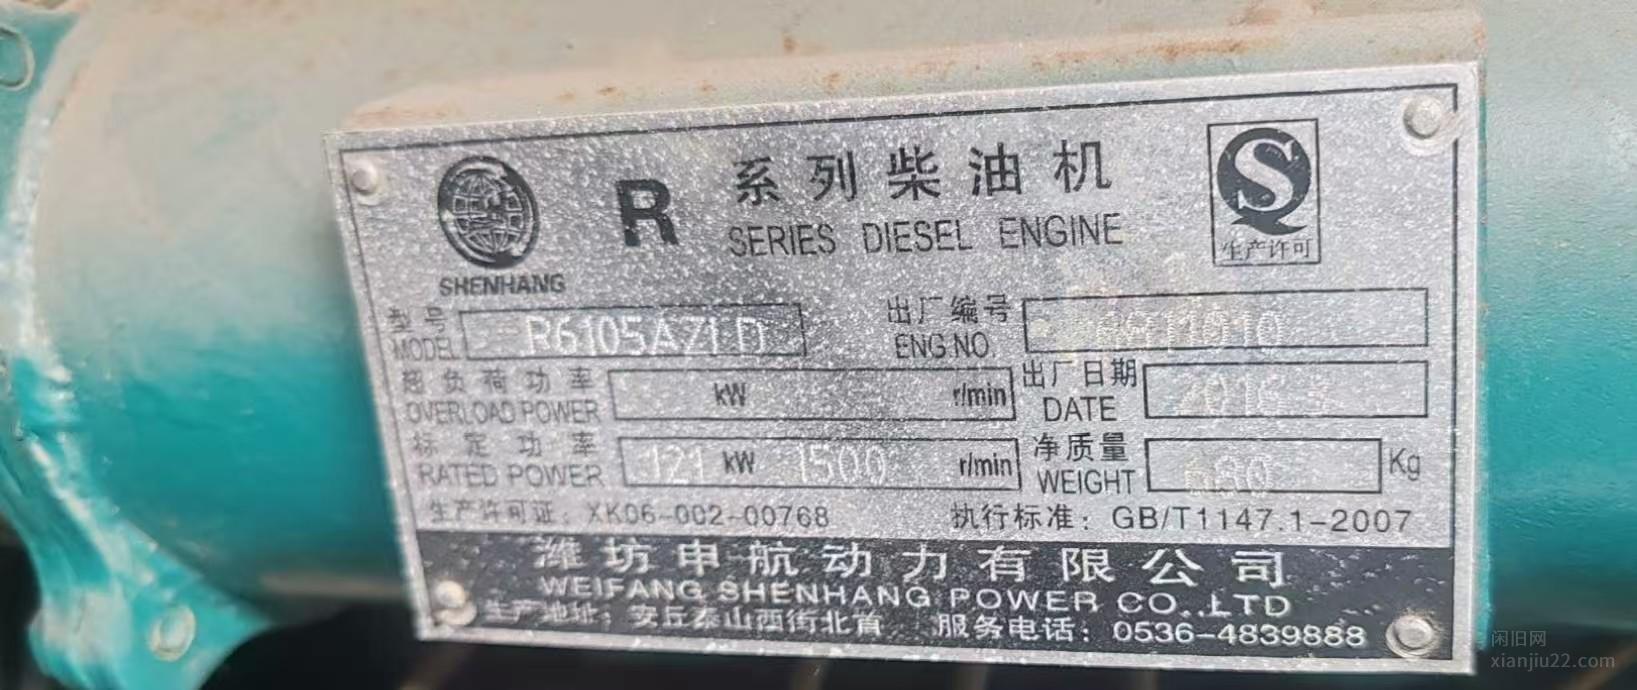 R 系列柴油机
SERIES DIESEL ENGINE
SHENHANG
生产许可
型号 R6105AZLD 出厂编号
MODEL ENG NO.
超负荷功率 kW r/min 出厂日期 2016
OVERLOAD POWER DATE
标定功率 121 kW 1500 r/min 净质量 Kg
RATED POWER WEIGHT
生产许可证：XK06-002-00768 执行标准：GB/T1147.1-2007
潍坊申航动力有限公司
WEIFANG SHENHANG POWER CO.,LTD
生产地址：安丘泰山西街北首 服务电话：0536-4839888
闲旧网
xianjiu22.com